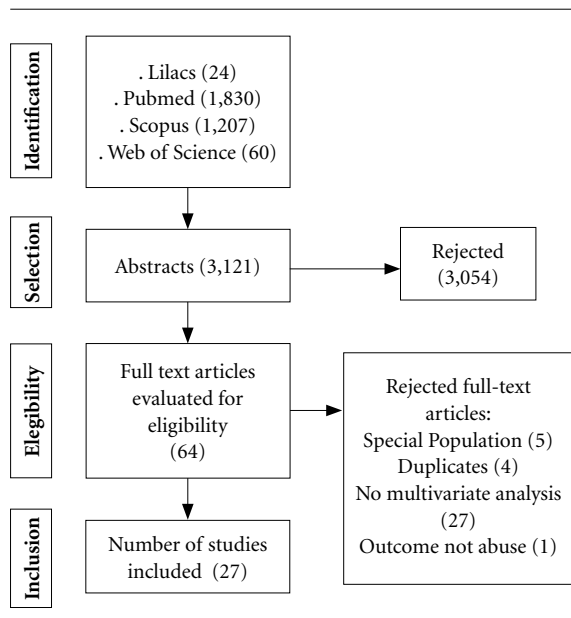 Identification
. Lilacs (24)
. Pubmed (1,830)
. Scopus (1,207)
. Web of Science (60)
Selection
Abstracts (3,121)
Rejected
(3,054)
Elegibility
Full text articles
evaluated for
eligibility
(64)
Rejected full-text
articles:
Special Population (5)
Duplicates (4)
No multivariate analysis
(27)
Outcome not abuse (1)
Inclusion
Number of studies
included (27)